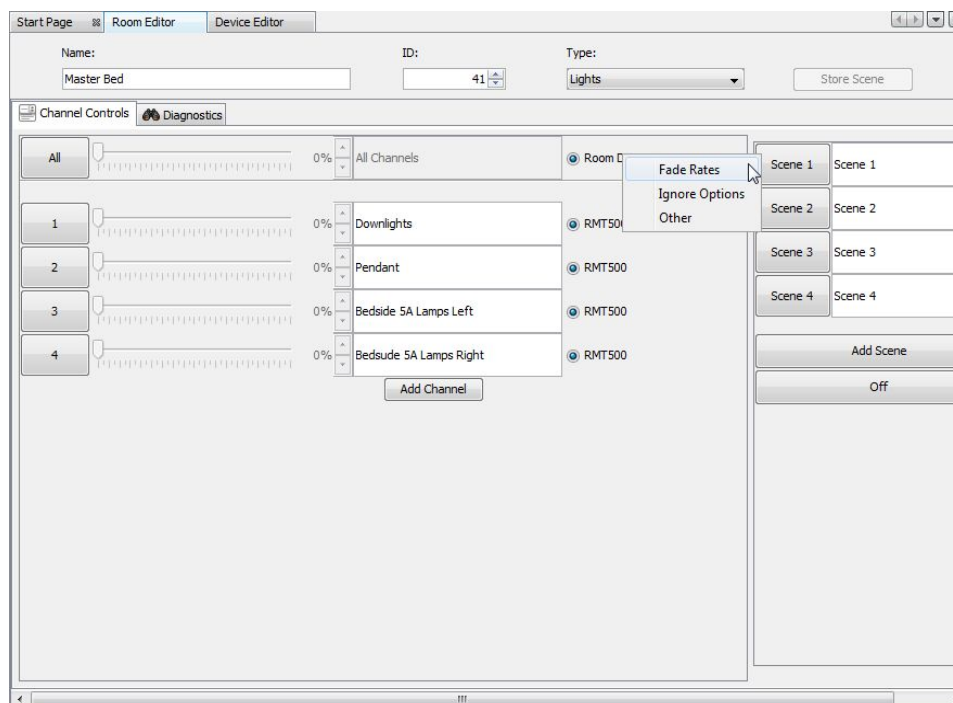 Start Page Room Editor Device Editor
Name: ID: Type:
Master Bed 41 Lights Store Scene
Channel Controls Diagnostics
All 0% All Channels Room D
Fade Rates
Ignore Options
Other
1 0% Downlights RMT50
2 0% Pendant RMT500
3 0% Bedside 5A Lamps Left RMT500
4 0% Bedsude 5A Lamps Right RMT500
Add Channel
Scene 1 Scene 1
Scene 2 Scene 2
Scene 3 Scene 3
Scene 4 Scene 4
Add Scene
Off